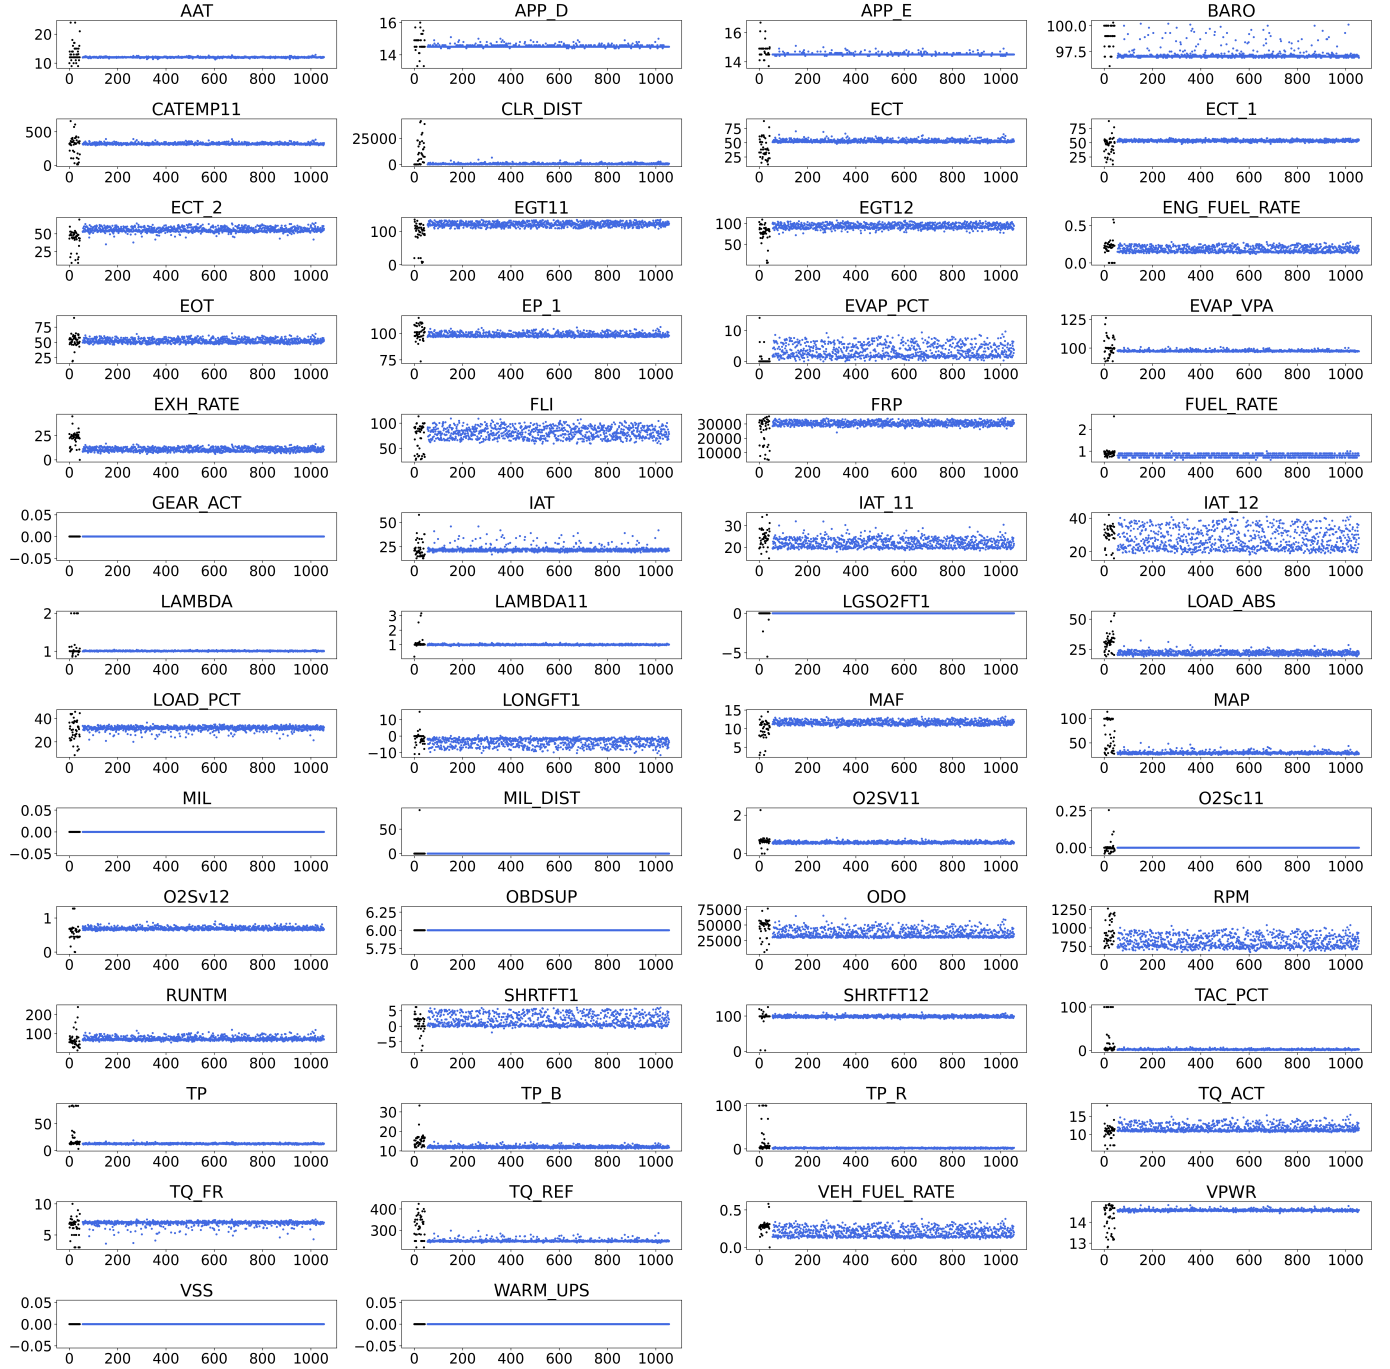 AAT APP_D APP_E BARO
20 16 16 100.0
10 14 14 97.5
0 200 400 600 800 1000 0 200 400 600 800 1000 0 200 400 600 800 1000 0 200 400 600 800 1000
CATEMP11 CLR_DIST ECT ECT_1
500 25000 75 75
50 50
0 0 25 25
0 200 400 600 800 1000 0 200 400 600 800 1000 0 200 400 600 800 1000 0 200 400 600 800 1000
ECT_2 EGT11 EGT12 ENG_FUEL_RATE
50 100 100 0.5
25 0 50 0.0
0 200 400 600 800 1000 0 200 400 600 800 1000 0 200 400 600 800 1000 0 200 400 600 800 1000
EOT EP_1 EVAP_PCT EVAP_VPA
75 100 10 125
50
25 75 0 100
0 200 400 600 800 1000 0 200 400 600 800 1000 0 200 400 600 800 1000 0 200 400 600 800 1000
EXH_RATE FLI FRP FUEL_RATE
25 100 30000 2
20000
0 50 10000 1
0 200 400 600 800 1000 0 200 400 600 800 1000 0 200 400 600 800 1000 0 200 400 600 800 1000
GEAR_ACT IAT IAT_11 IAT_12
0.05 50 30 40
0.00
−0.05 25 20 20
0 200 400 600 800 1000 0 200 400 600 800 1000 0 200 400 600 800 1000 0 200 400 600 800 1000
LAMBDA LAMBDA11 LGSO2FT1 LOAD_ABS
2 3 0 50
2
1 1 −5 25
0 200 400 600 800 1000 0 200 400 600 800 1000 0 200 400 600 800 1000 0 200 400 600 800 1000
LOAD_PCT LONGFT1 MAF MAP
40 10 15 100
0 10
20 −10 5 50
0 200 400 600 800 1000 0 200 400 600 800 1000 0 200 400 600 800 1000 0 200 400 600 800 1000
MIL MIL_DIST O2SV11 O2Sc11
0.05 50 2 0.25
0.00
−0.05 0 0 0.00
0 200 400 600 800 1000 0 200 400 600 800 1000 0 200 400 600 800 1000 0 200 400 600 800 1000
O2Sv12 OBDSUP ODO RPM
1 6.25 75000 1250
6.00 50000 1000
0 5.75 25000 750
0 200 400 600 800 1000 0 200 400 600 800 1000 0 200 400 600 800 1000 0 200 400 600 800 1000
RUNTM SHRTFT1 SHRTFT12 TAC_PCT
200 5 100 100
0
100 −5 0 0
0 200 400 600 800 1000 0 200 400 600 800 1000 0 200 400 600 800 1000 0 200 400 600 800 1000
TP TP_B TP_R TQ_ACT
50 30 100 15
20
0 10 0 10
0 200 400 600 800 1000 0 200 400 600 800 1000 0 200 400 600 800 1000 0 200 400 600 800 1000
TQ_FR TQ_REF VEH_FUEL_RATE VPWR
10 400 0.5 14
5 300 0.0 13
0 200 400 600 800 1000 0 200 400 600 800 1000 0 200 400 600 800 1000 0 200 400 600 800 1000
VSS WARM_UPS
0.05 0.05
0.00 0.00
−0.05 −0.05
0 200 400 600 800 1000 0 200 400 600 800 1000